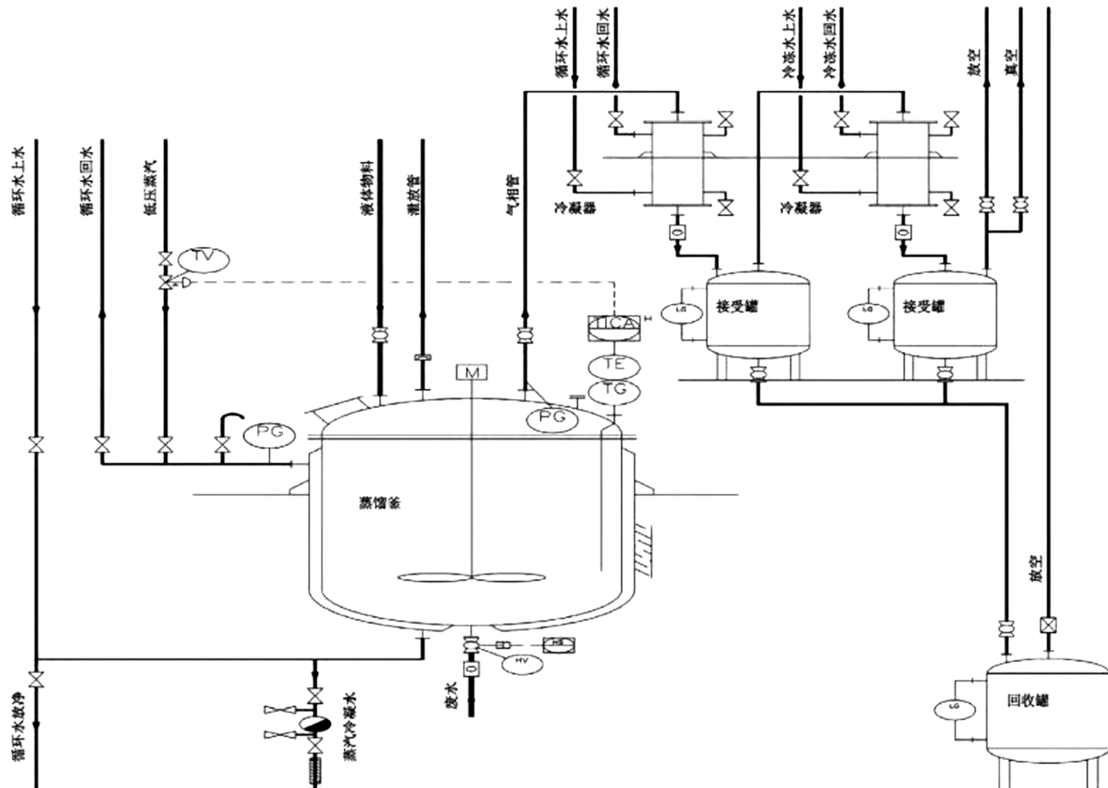 循环水上水
循环水回水
冷冻水上水
冷冻水回水
放空
真空
循环水上水
循环水回水
低压蒸汽
液体物料
泄放管
气相管
冷凝器
冷凝器
TV
接受罐
接受罐
LG
LG
TICA
H
TE
TG
M
PG
PG
蒸馏釜
放空
HS
HV
废水
回收罐
LG
循环水放净
蒸汽冷凝水